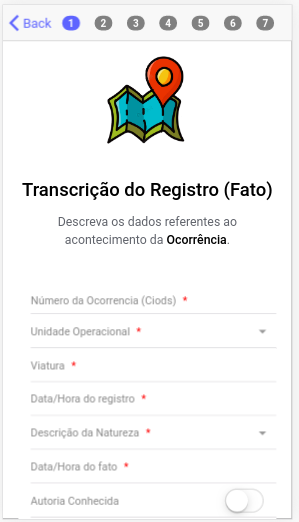 Back 1 2 3 4 5 6 7
Transcrição do Registro (Fato)
Descreva os dados referentes ao
acontecimento da Ocorrência.
Número da Ocorrencia (Ciods) *
Unidade Operacional *
Viatura *
Data/Hora do registro *
Descrição da Natureza *
Data/Hora do fato *
Autoria Conhecida